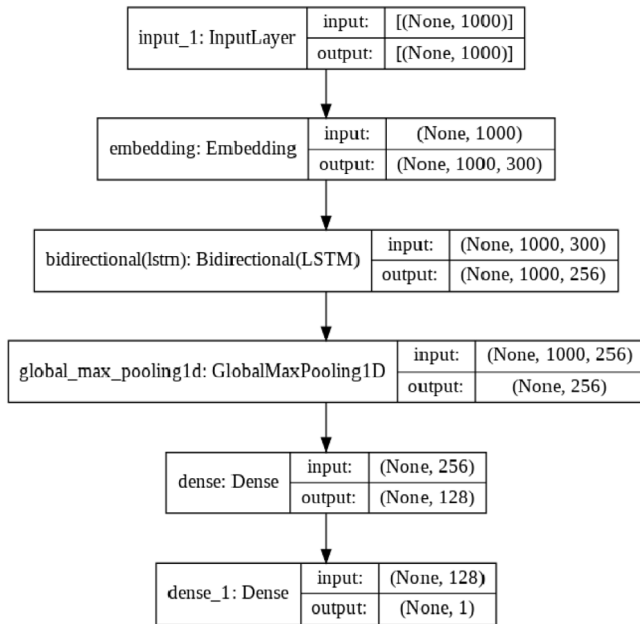 input_1: InputLayer
input: [(None, 1000)]
output: [(None, 1000)]
embedding: Embedding
input: (None, 1000)
output: (None, 1000, 300)
bidirectional(lstm): Bidirectional(LSTM)
input: (None, 1000, 300)
output: (None, 1000, 256)
global_max_pooling1d: GlobalMaxPooling1D
input: (None, 1000, 256)
output: (None, 256)
dense: Dense
input: (None, 256)
output: (None, 128)
dense_1: Dense
input: (None, 128)
output: (None, 1)